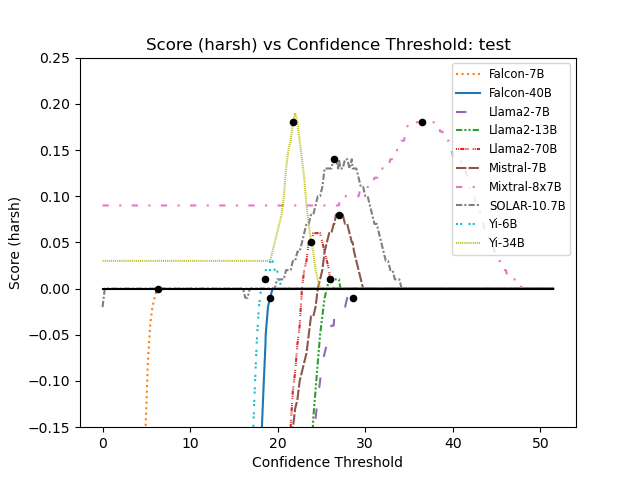 Score (harsh) vs Confidence Threshold: test
0.25
0.20
0.15
0.10
0.05
0.00
−0.05
−0.10
−0.15
Score (harsh)
0 10 20 30 40 50
Confidence Threshold
Falcon-7B
Falcon-40B
Llama2-7B
Llama2-13B
Llama2-70B
Mistral-7B
Mixtral-8x7B
SOLAR-10.7B
Yi-6B
Yi-34B